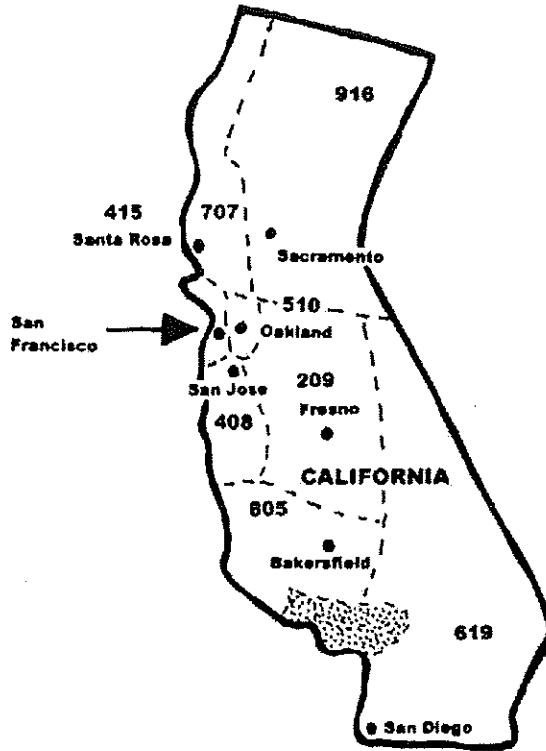 916
415
707
Santa Rosa
Sacramento
510
San
Francisco
Oakland
209
San Jose
Fresno
408
CALIFORNIA
805
Bakersfield
619
San Diego